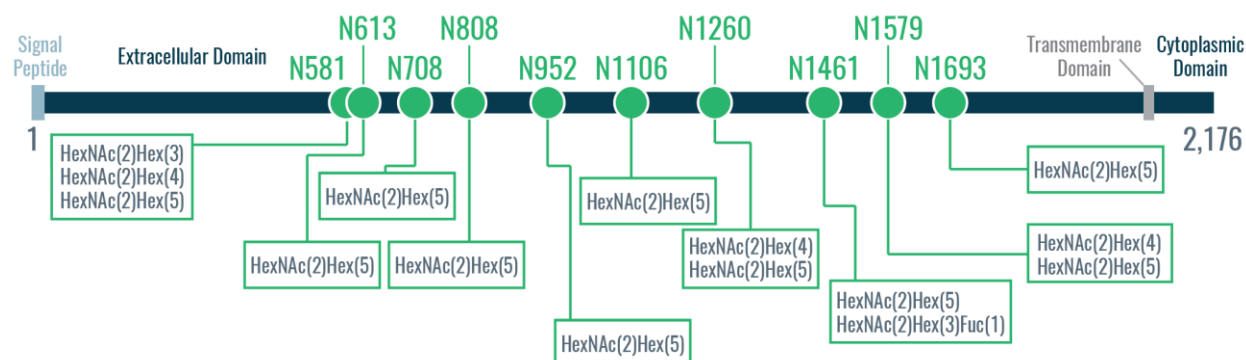 N613
N808
N1260
N1579
Signal
Peptide
Extracellular Domain
N581
N708
N952
N1106
N1461
N1693
Transmembrane
Domain
Cytoplasmic
Domain
1
2,176
HexNAc(2)Hex(3)
HexNAc(2)Hex(4)
HexNAc(2)Hex(5)
HexNAc(2)Hex(5)
HexNAc(2)Hex(5)
HexNAc(2)Hex(5)
HexNAc(2)Hex(5)
HexNAc(2)Hex(5)
HexNAc(2)Hex(4)
HexNAc(2)Hex(5)
HexNAc(2)Hex(5)
HexNAc(2)Hex(3)Fuc(1)
HexNAc(2)Hex(4)
HexNAc(2)Hex(5)
HexNAc(2)Hex(5)